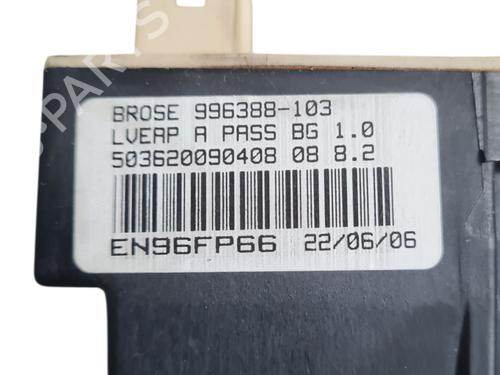 BROSE 996388-103
LVEAP A PASS BG 1.0
503620090408 08 8.2
EN96FP66 22/06/06